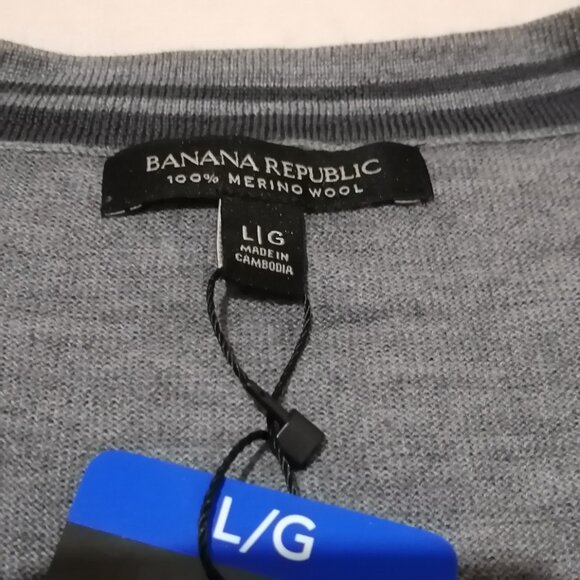 BANANA REPUBLIC
100% MERINO WOOL
L|G
MADE IN
CAMBODIA
L/G